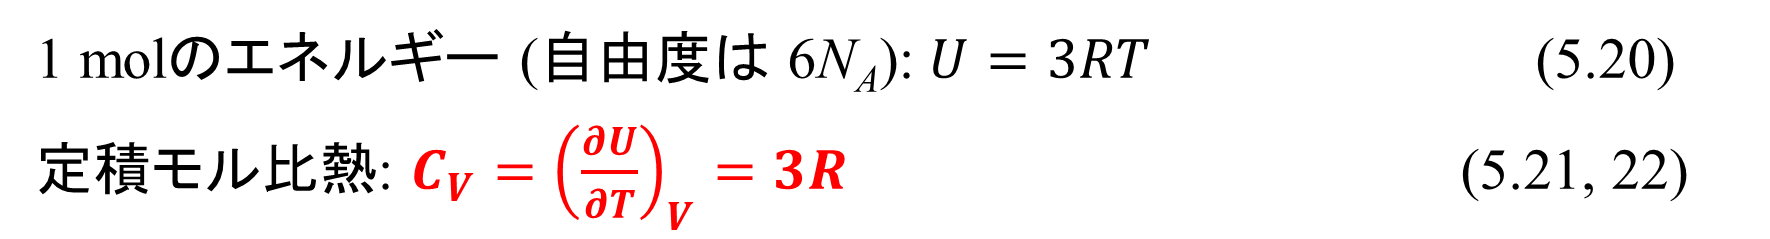 1 molのエネルギー (自由度は 6N_A): U = 3RT (5.20)
定積モル比熱: C_V = (∂U/∂T)_V = 3R (5.21, 22)